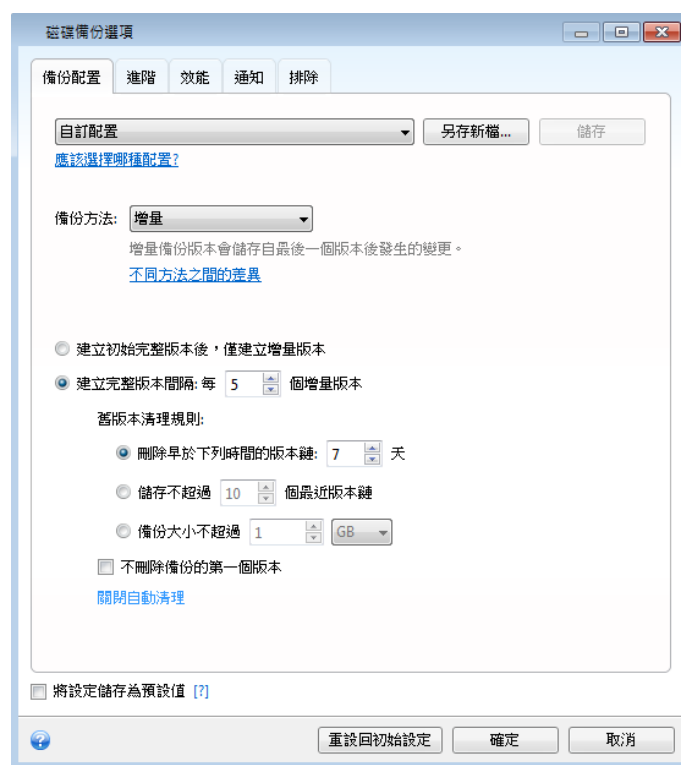 磁碟備份選項
備份配置 進階 效能 通知 排除
自訂配置 另存新檔... 儲存
應該選擇哪種配置?
備份方法: 增量
增量備份版本會儲存自最後一個版本後發生的變更。
不同方法之間的差異
建立初始完整版本後，僅建立增量版本
建立完整版本間隔: 每 5 個增量版本
舊版本清理規則:
刪除早於下列時間的版本鏈: 7 天
儲存不超過 10 個最近版本鏈
備份大小不超過 1 GB
不刪除備份的第一個版本
關閉自動清理
將設定儲存為預設值 [?]
重設回初始設定 確定 取消